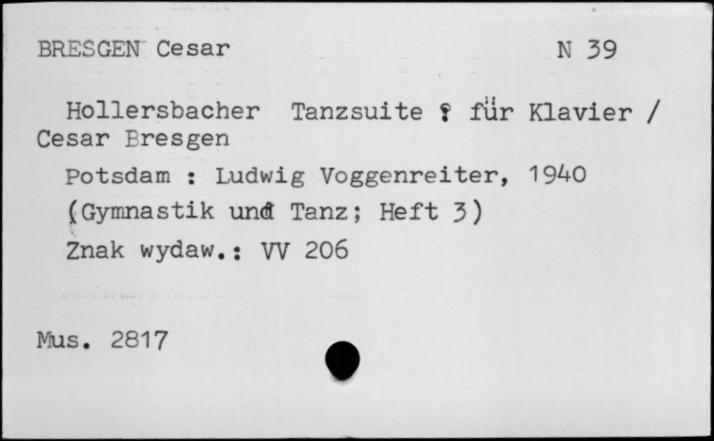 BRESGEN Cesar N 39
Hollersbacher Tanzsuite : für Klavier /
Cesar Bresgen
Potsdam : Ludwig Voggenreiter, 1940
(Gymnastik und Tanz; Heft 3)
Znak wydaw.: VV 206
Mus. 2817